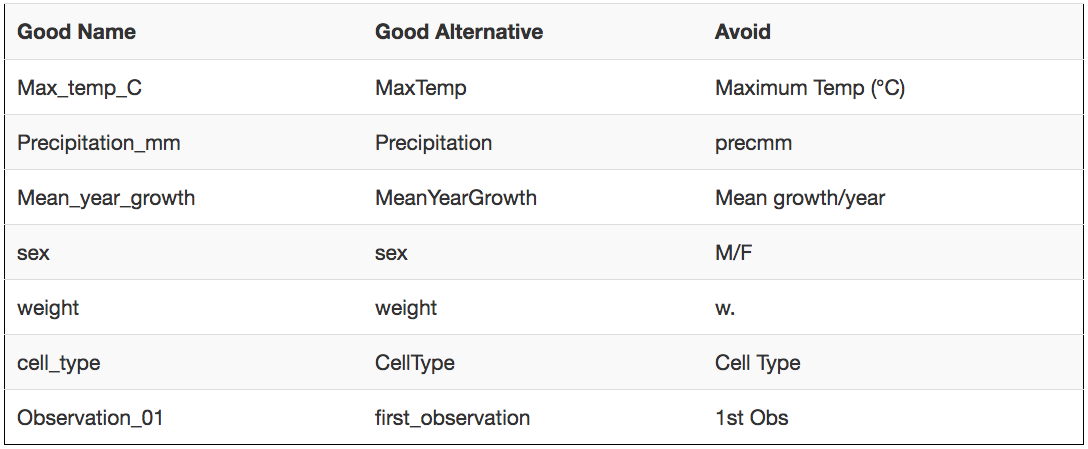 Good Name Good Alternative Avoid
Max_temp_C MaxTemp Maximum Temp (°C)
Precipitation_mm Precipitation precmm
Mean_year_growth MeanYearGrowth Mean growth/year
sex sex M/F
weight weight w.
cell_type CellType Cell Type
Observation_01 first_observation 1st Obs